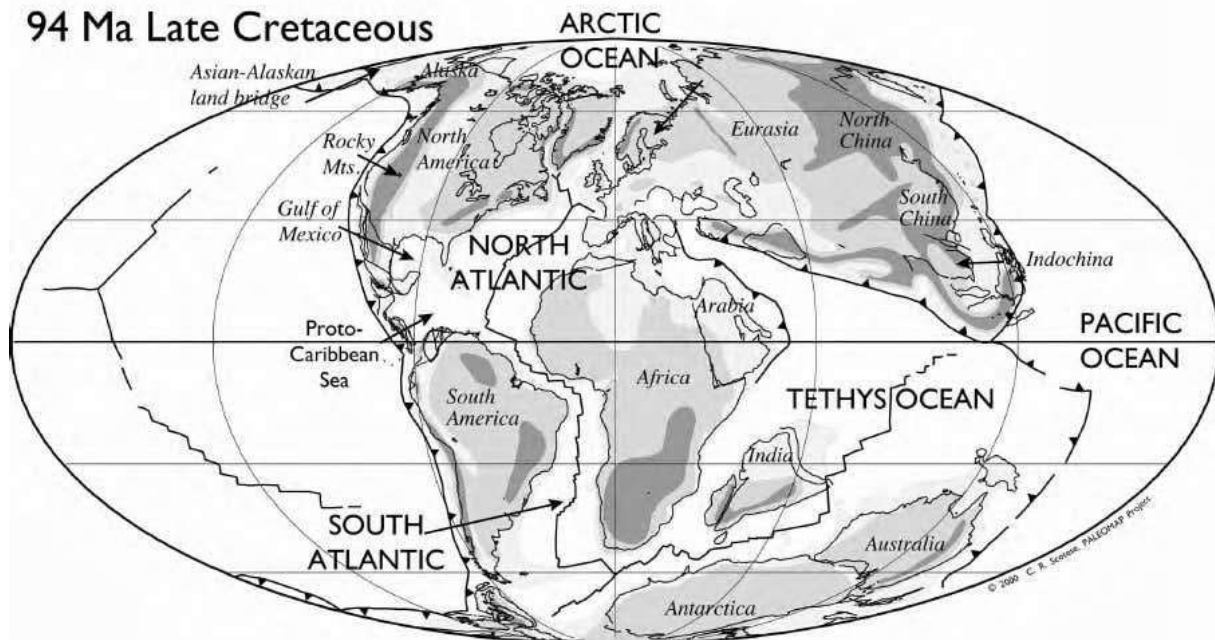 94 Ma Late Cretaceous
ARCTIC
OCEAN
Asian-Alaskan
land bridge
Alaska
Rocky
Mts.
North
America
Eurasia
North
China
Gulf of
Mexico
South
China
NORTH
ATLANTIC
Indochina
Arabia
Proto-
Caribbean
Sea
PACIFIC
OCEAN
South
America
Africa
TETHYS OCEAN
India
SOUTH
ATLANTIC
Australia
Antarctica
© 2000 C. R. Scotese, PALEOMAP Project